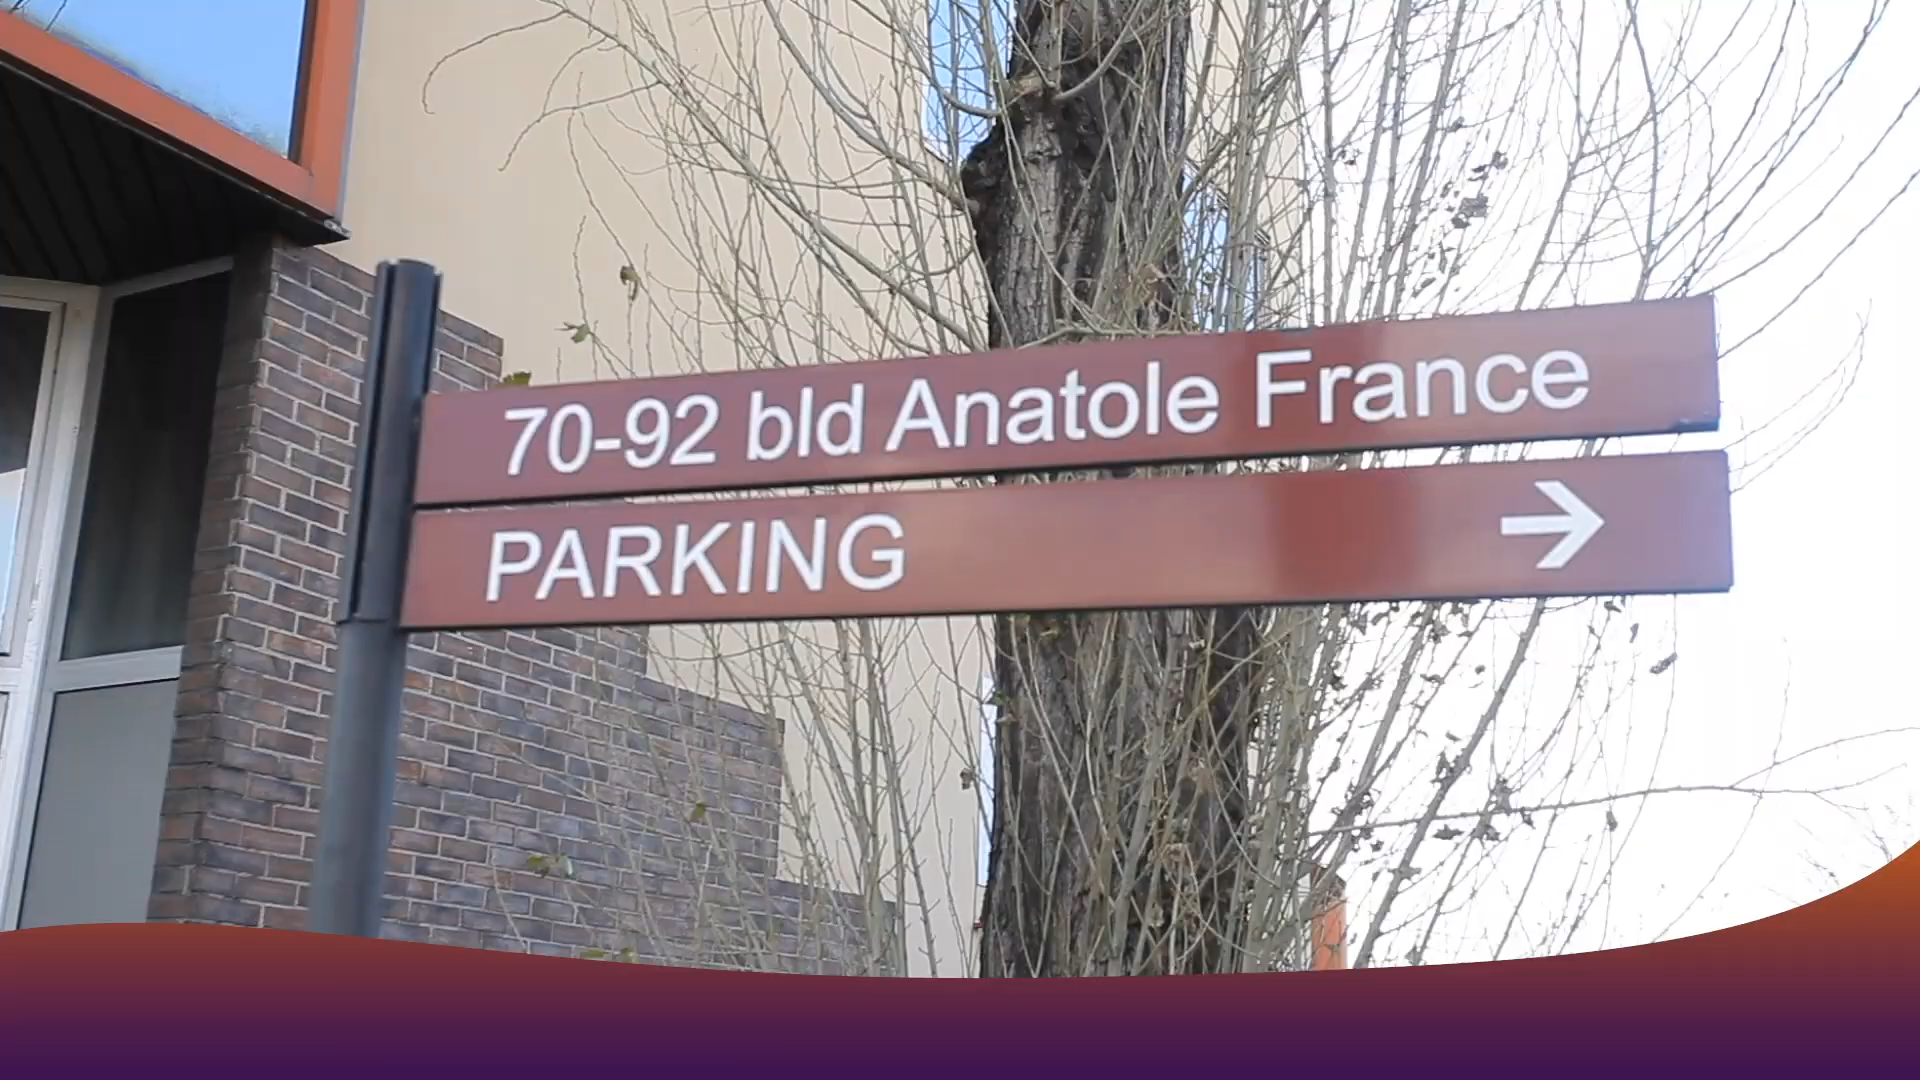 70-92 bld Anatole France
PARKING →